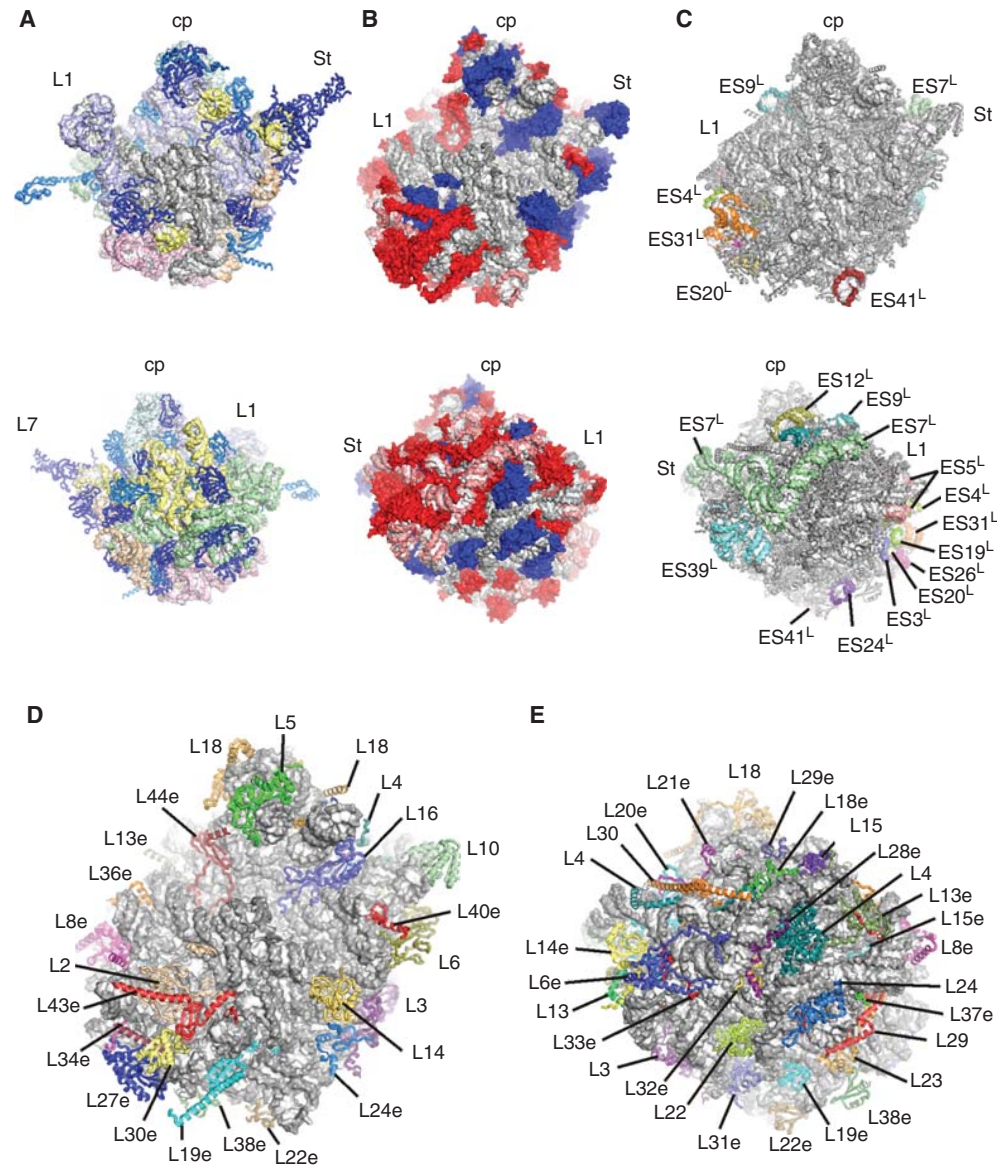 A
cp
L1
St
B
cp
L1
St
C
cp
ES9L
ES7L
L1
St
ES4L
ES31L
ES20L
ES41L
cp
L7
L1
cp
St
L1
cp
ES12L
ES9L
ES7L
ES7L
L1
St
ES5L
ES4L
ES31L
ES19L
ES26L
ES20L
ES3L
ES39L
ES41L
ES24L
D
L5
L18
L18
L44e
L4
L13e
L16
L36e
L10
L8e
L40e
L2
L6
L43e
L3
L34e
L14
L27e
L24e
L30e
L19e
L38e
L22e
E
L21e
L18
L29e
L20e
L18e
L30
L15
L4
L28e
L4
L13e
L14e
L15e
L6e
L8e
L13
L24
L33e
L37e
L3
L29
L32e
L23
L22
L38e
L31e
L22e
L19e